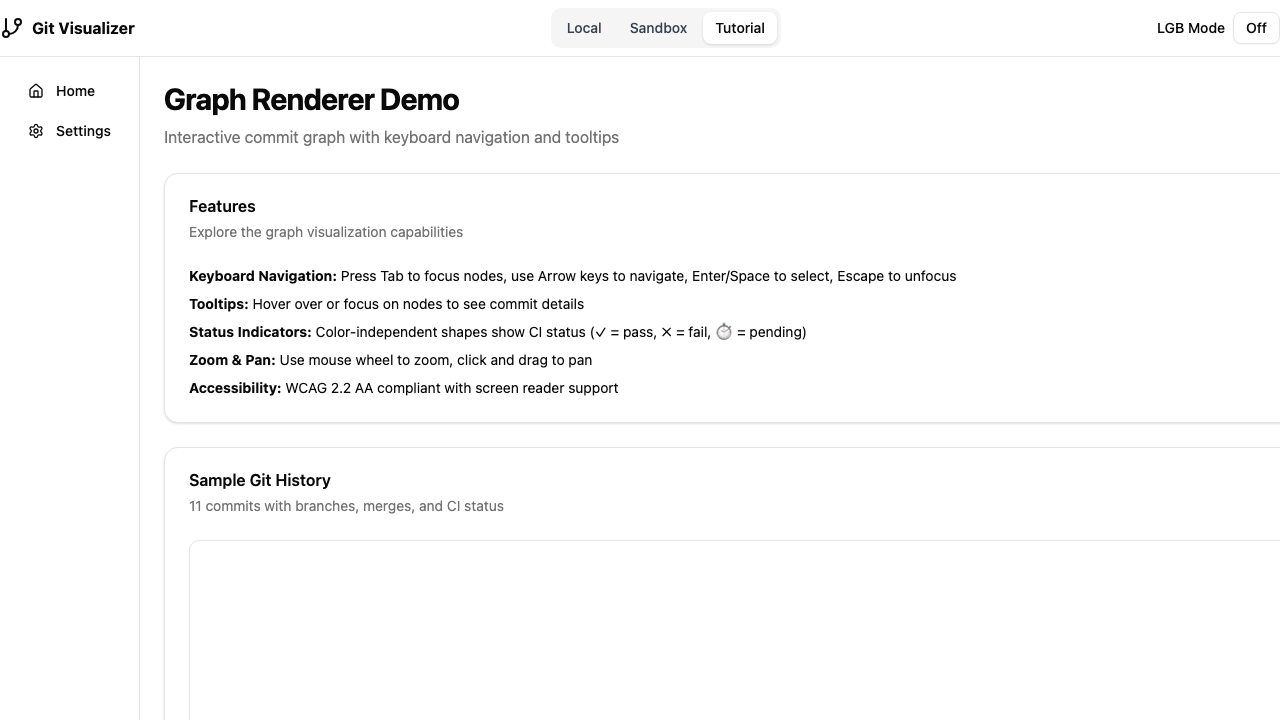 Git Visualizer
Local Sandbox Tutorial
LGB Mode Off
Home
Settings
Graph Renderer Demo
Interactive commit graph with keyboard navigation and tooltips
Features
Explore the graph visualization capabilities
Keyboard Navigation: Press Tab to focus nodes, use Arrow keys to navigate, Enter/Space to select, Escape to unfocus
Tooltips: Hover over or focus on nodes to see commit details
Status Indicators: Color-independent shapes show CI status (✓ = pass, ✕ = fail, ⏱ = pending)
Zoom & Pan: Use mouse wheel to zoom, click and drag to pan
Accessibility: WCAG 2.2 AA compliant with screen reader support
Sample Git History
11 commits with branches, merges, and CI status